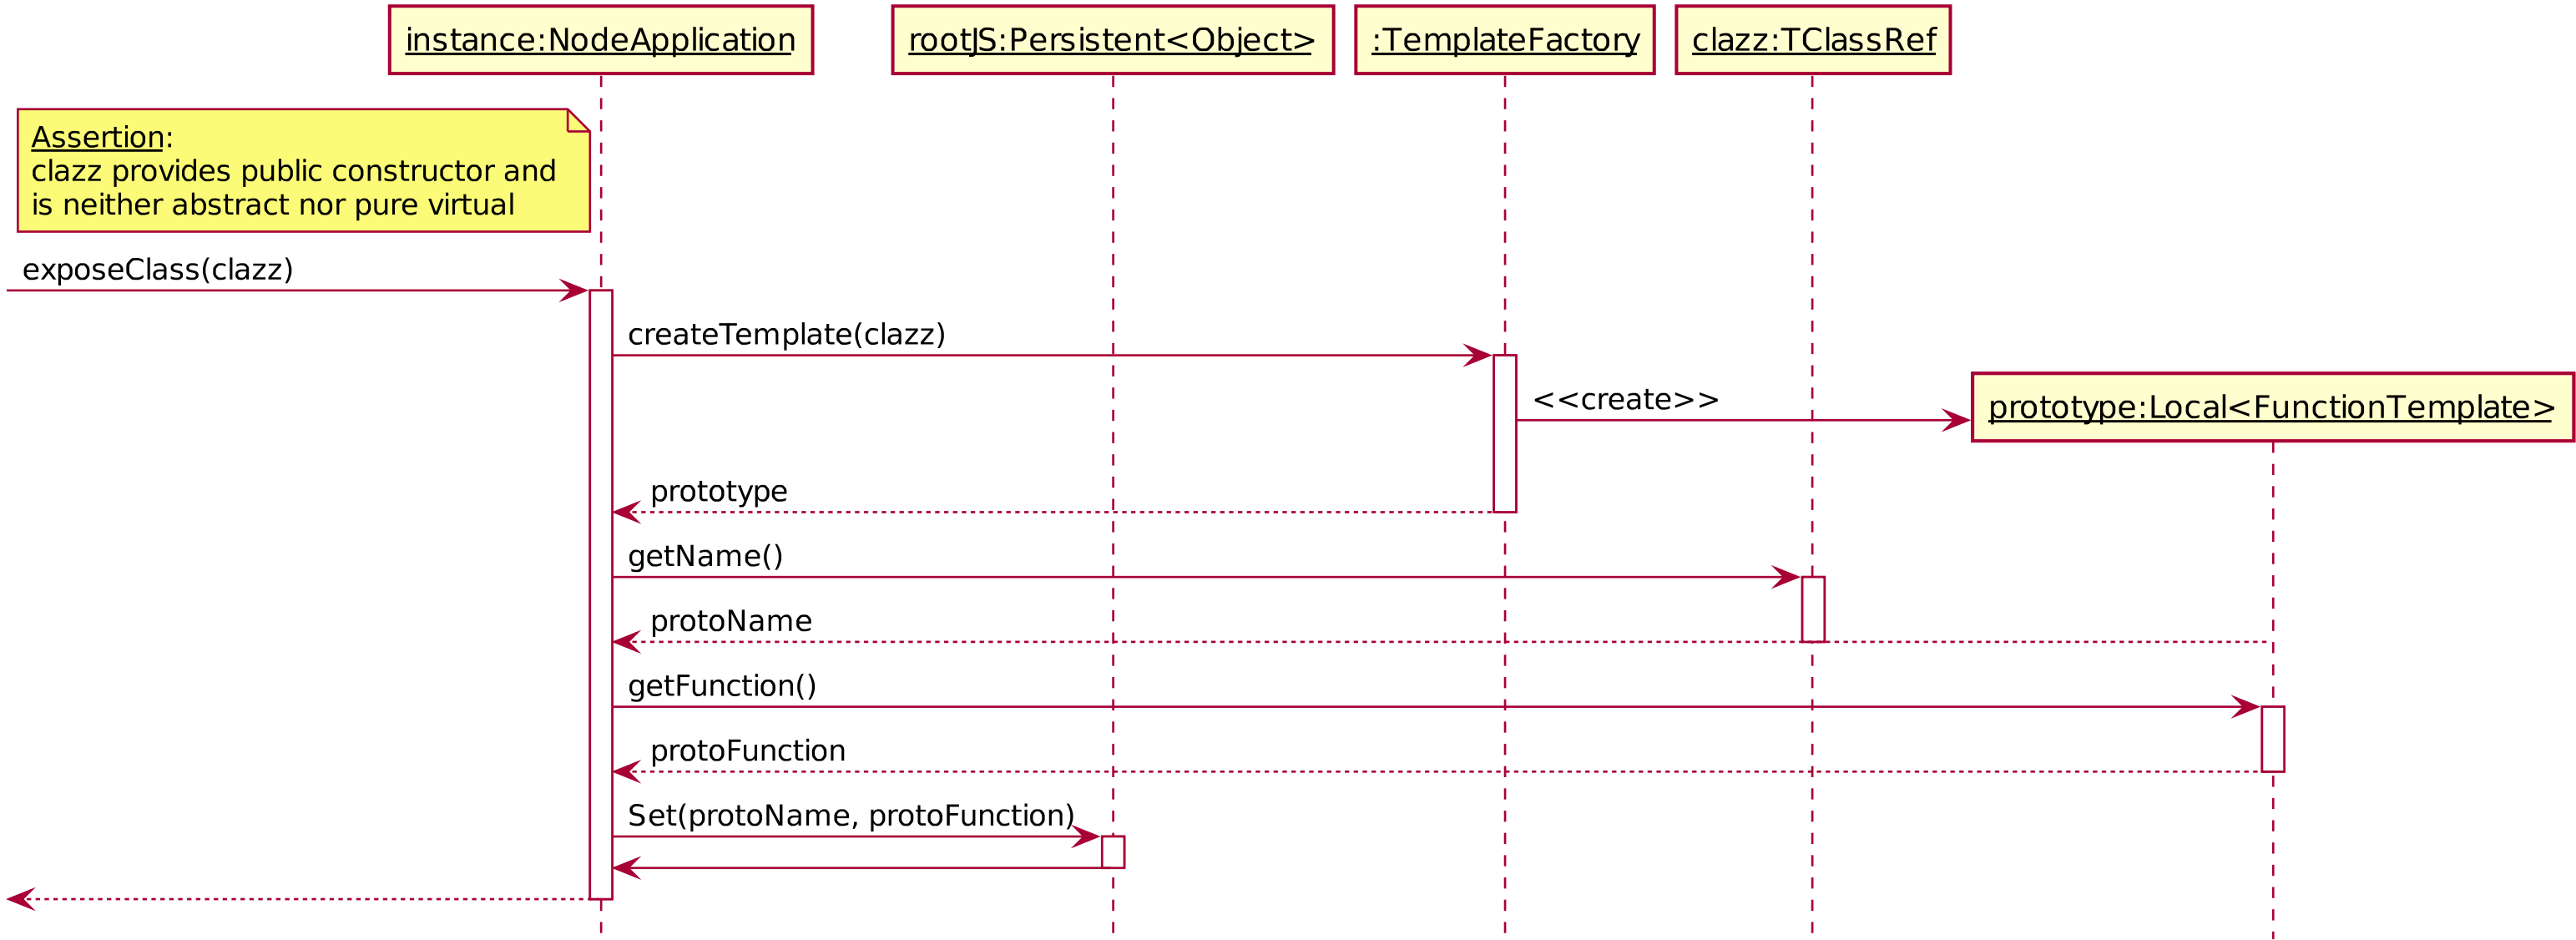 instance:NodeApplication
rootJS:Persistent<Object>
:TemplateFactory
clazz:TClassRef
Assertion:
clazz provides public constructor and
is neither abstract nor pure virtual
exposeClass(clazz)
createTemplate(clazz)
<<create>>
prototype:Local<FunctionTemplate>
prototype
getName()
protoName
getFunction()
protoFunction
Set(protoName, protoFunction)